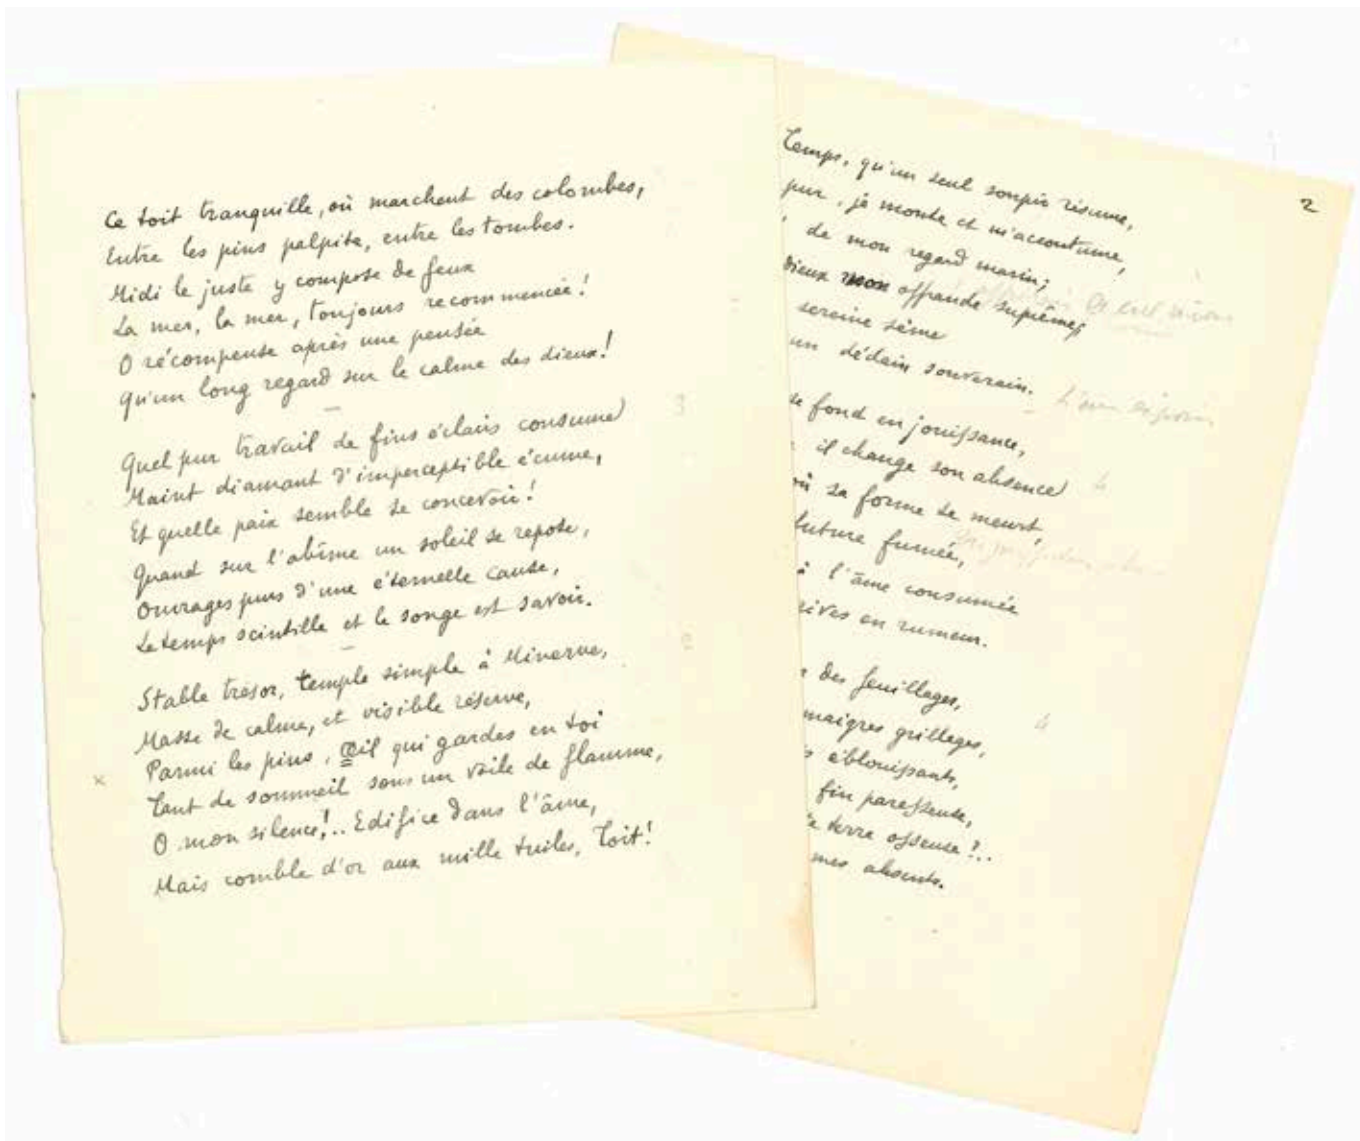 Ce toit tranquille, où marchent des colombes,
Entre les pins palpite, entre les tombes.
Midi le juste y compose de feux
La mer, la mer, toujours recommencée!
O récompense après une pensée
Qu'un long regard sur le calme des dieux!
Quel pur travail de fins éclairs consume
Maint diamant d'imperceptible écume,
Et quelle paix semble se concevoir!
Quand sur l'abîme un soleil se repose,
Ouvrages purs d'une éternelle cause,
Le temps scintille et le songe est savoir.
Stable trésor, temple simple à Minerve,
Masse de calme, et visible réserve,
x
Parmi les pins, Œil qui gardes en toi
Tant de sommeil sous un voile de flamme,
O mon silence!.. Edifice dans l'âme,
Mais comble d'or aux mille tuiles, Toit!
3
2
Temps, qu'un seul soupir résume,
pur, je monte et m'accoutume,
de mon regard marin;
dieux mon offrande suprême;
sereine sème
un dédain souverain.
se fond en jouissance,
il change son absence
où sa forme se meurt,
future fumée,
à l'âme consumée
rives en rumeur.
des feuillages,
maigres grillages,
éblouissants,
fin paresseuse,
terre osseuse?..
mes absents.